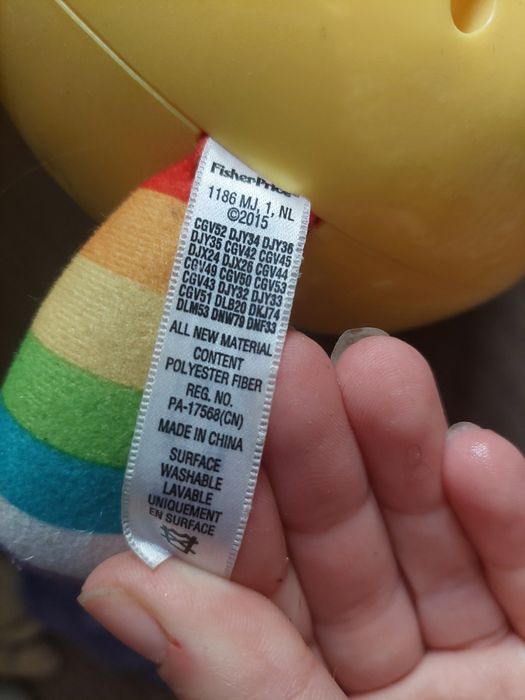 Fisher-Price
1186 MJ, 1, NL
©2015
CGV52 DJY34 DJY36
DJY35 CGV42 CGV45
DJX24 DJX26 CGV44
CGV49 CGV50 CGV53
CGV43 DJY32 DJY33
CGV51 DLB20 DKJ74
DLM53 DNW79 DNF33
ALL NEW MATERIAL
CONTENT
POLYESTER FIBER
REG. NO.
PA-17568(CN)
MADE IN CHINA
SURFACE
WASHABLE
LAVABLE
UNIQUEMENT
EN SURFACE